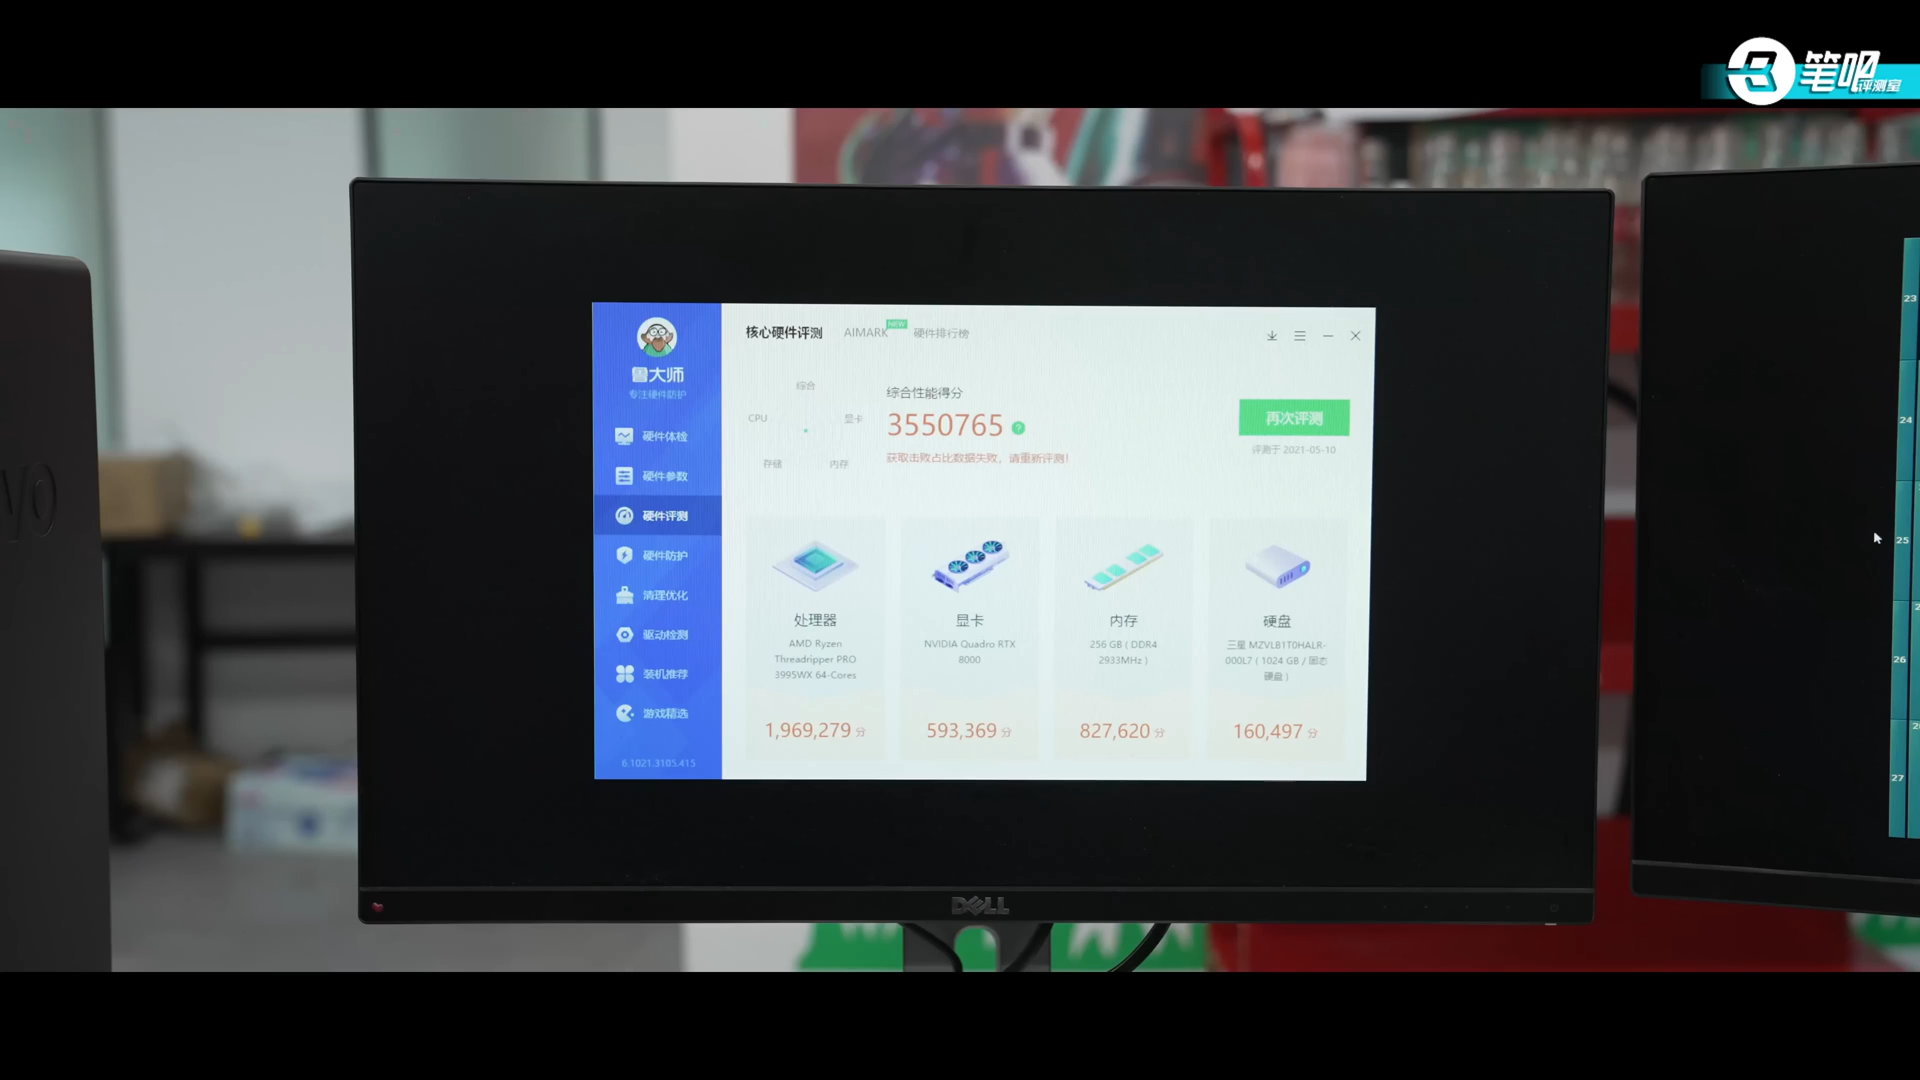 笔吧
评测室
鲁大师
专注硬件防护
硬件体检
硬件参数
硬件评测
硬件防护
清理优化
驱动检测
装机推荐
游戏精选
6.1021.3105.415
核心硬件评测
AIMARK
NEW
硬件排行榜
综合
CPU
显卡
存储
内存
综合性能得分
3550765
获取击败占比数据失败，请重新评测!
再次评测
评测于 2021-05-10
处理器
AMD Ryzen
Threadripper PRO
3995WX 64-Cores
1,969,279 分
显卡
NVIDIA Quadro RTX
8000
593,369 分
内存
256 GB ( DDR4
2933MHz )
827,620 分
硬盘
三星 MZVLB1T0HALR-
000L7 ( 1024 GB / 固态
硬盘 )
160,497 分
DELL
VO
23
24
25
26
27